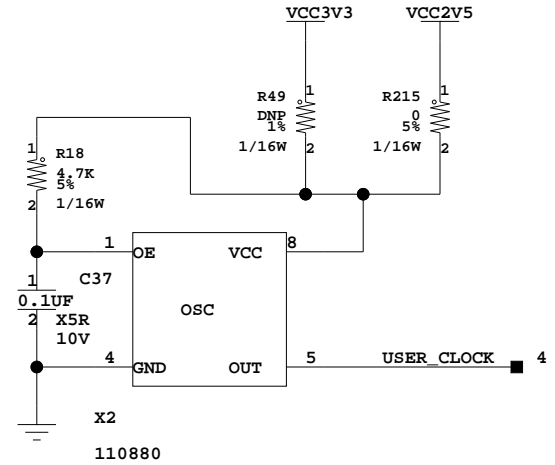 VCC3V3 VCC2V5
R49 1
DNP
1%
1/16W 2
R215 1
0
5%
1/16W 2
1 R18
4.7K
5%
2 1/16W
1 OE VCC 8
1 C37
0.1UF
2 X5R
10V
OSC
4 GND OUT 5 USER_CLOCK 4
X2
110880